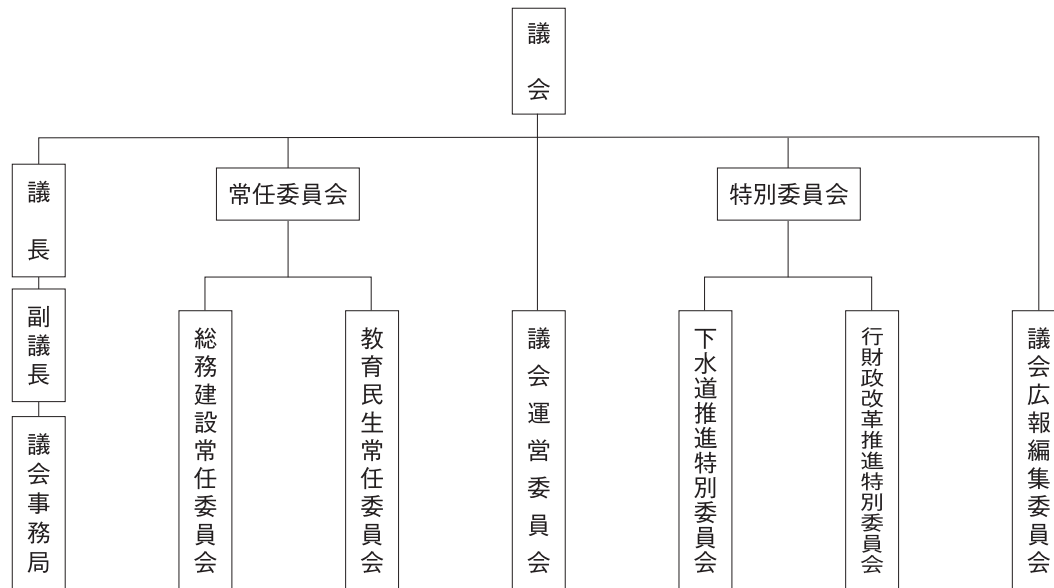 議会
議長
常任委員会
特別委員会
副議長
議会事務局
総務建設常任委員会
教育民生常任委員会
議会運営委員会
下水道推進特別委員会
行財政改革推進特別委員会
議会広報編集委員会